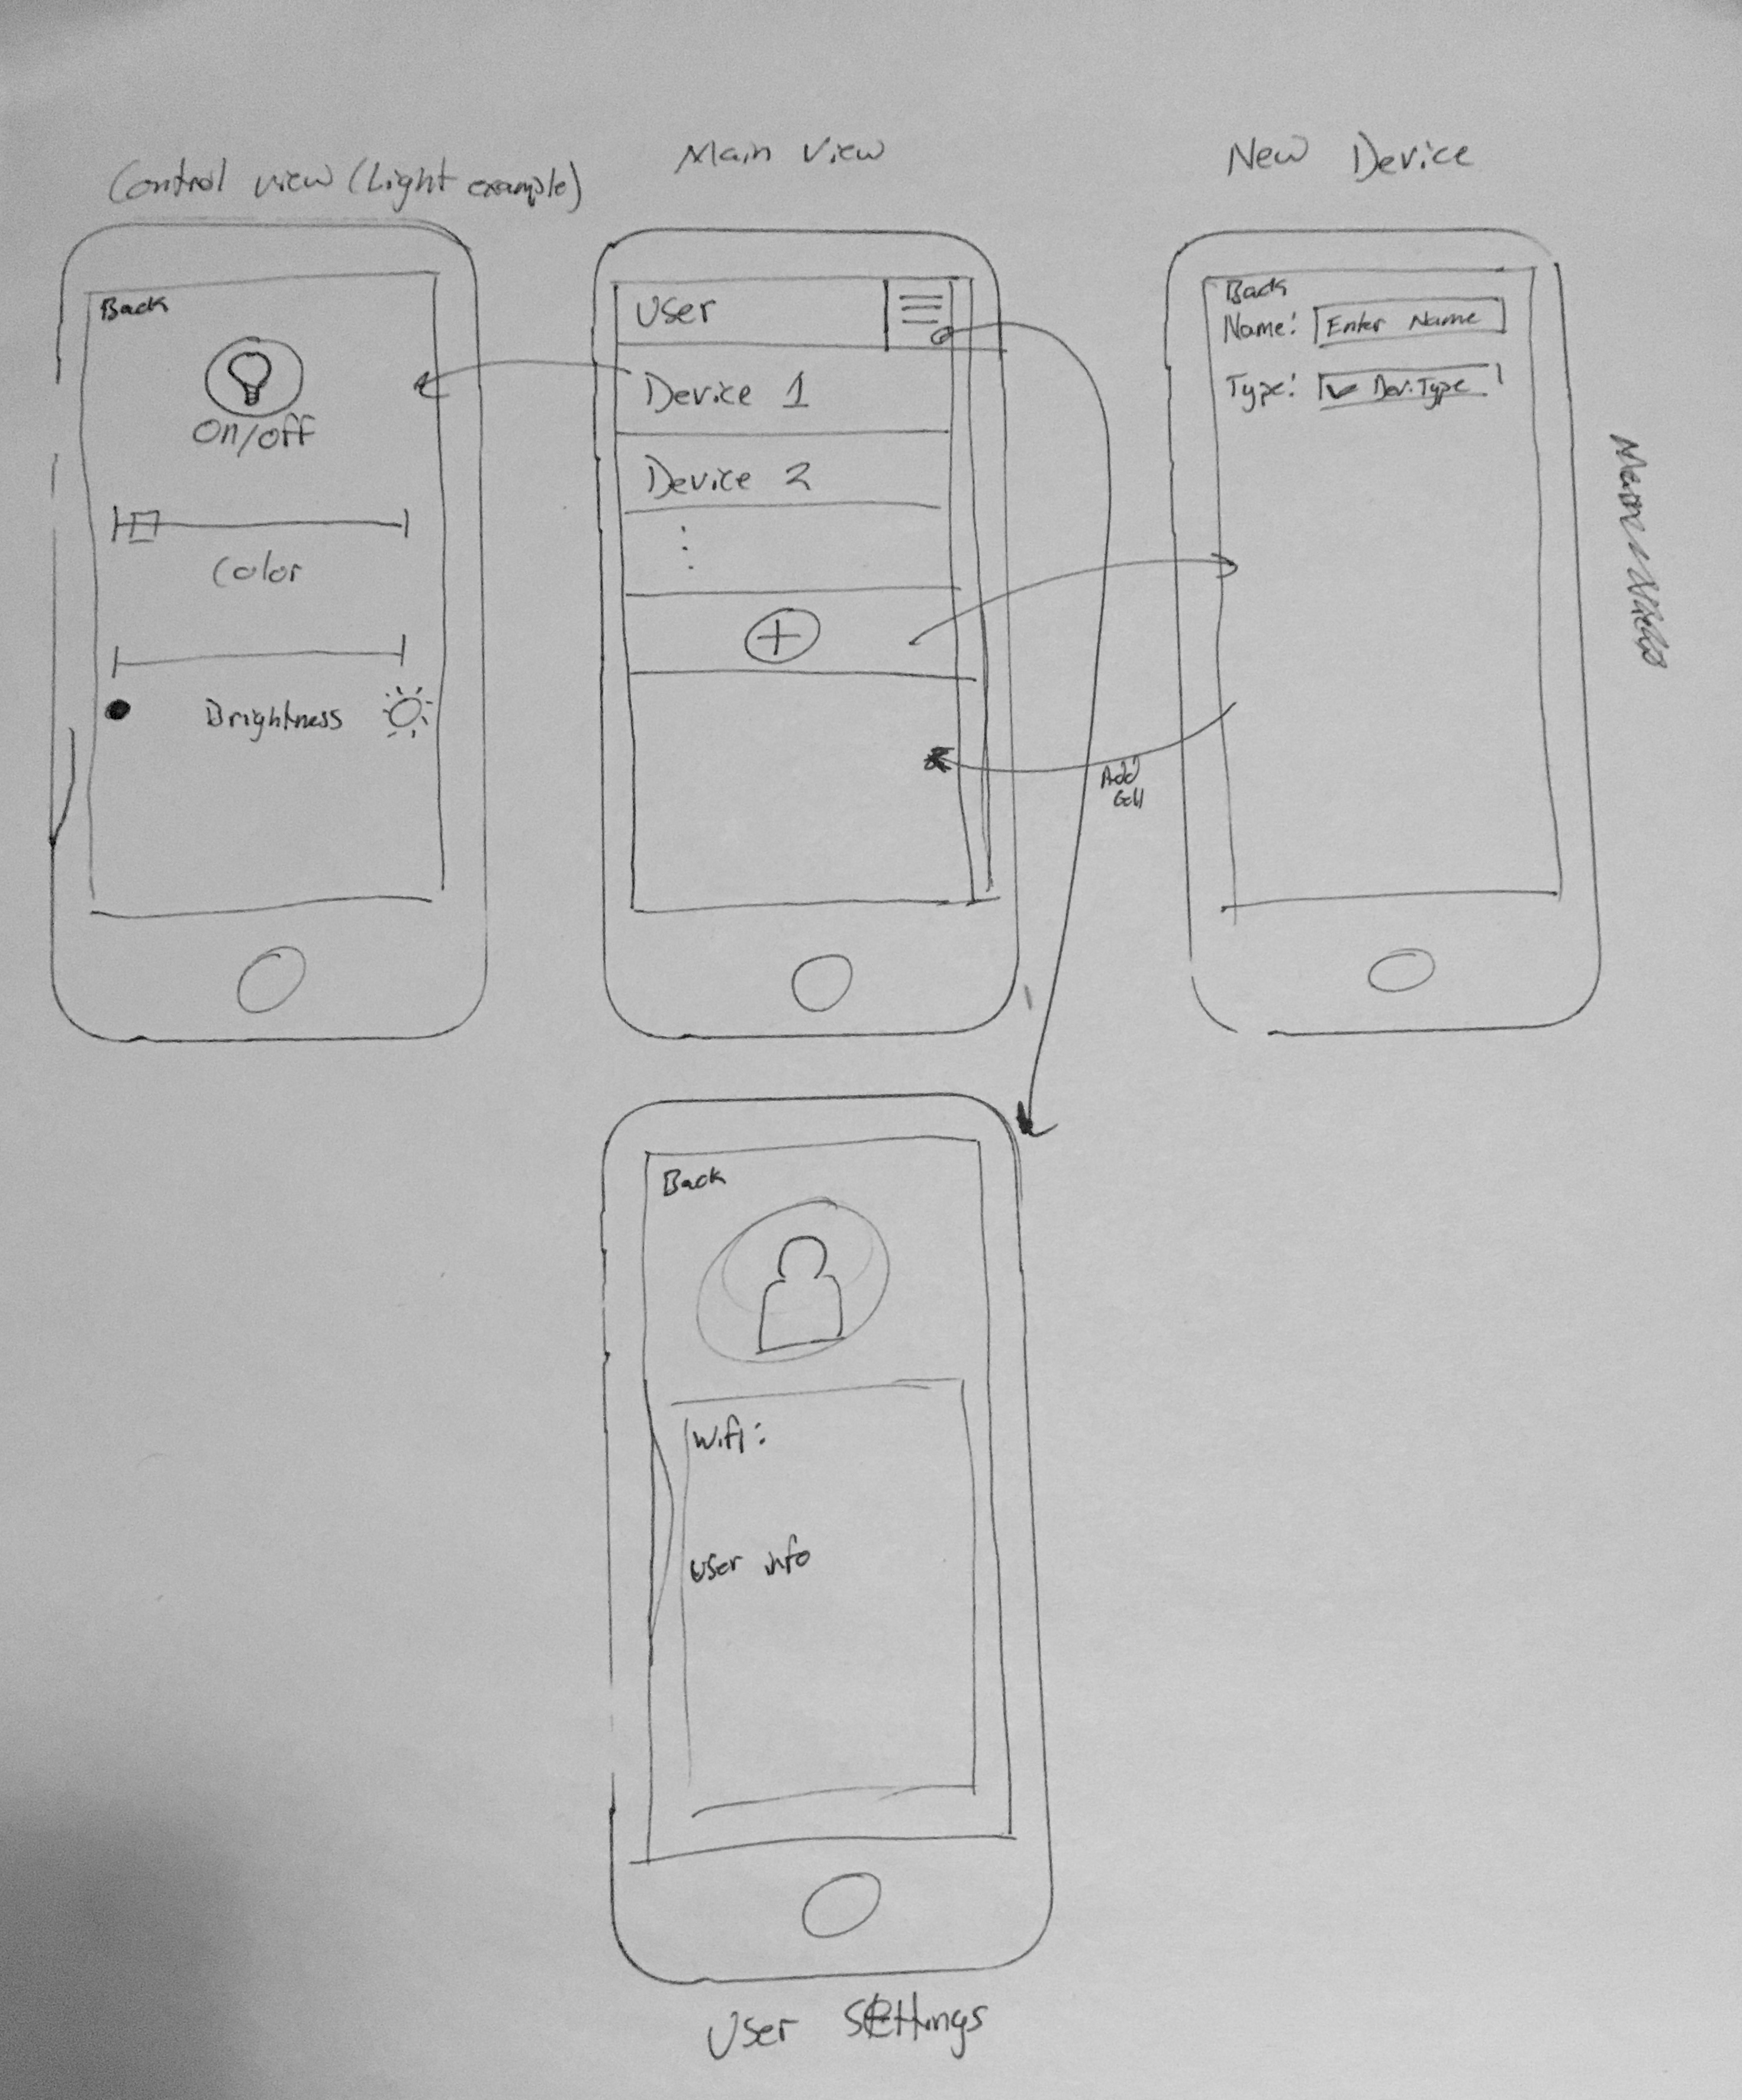 Control view (Light example)
Back
On/off
Color
Brightness
Main View
User
Device 1
Device 2
New Device
Back
Name: Enter Name
Type: Dev. Type
Add
Cell
Back
Wifi:
User info
User Settings